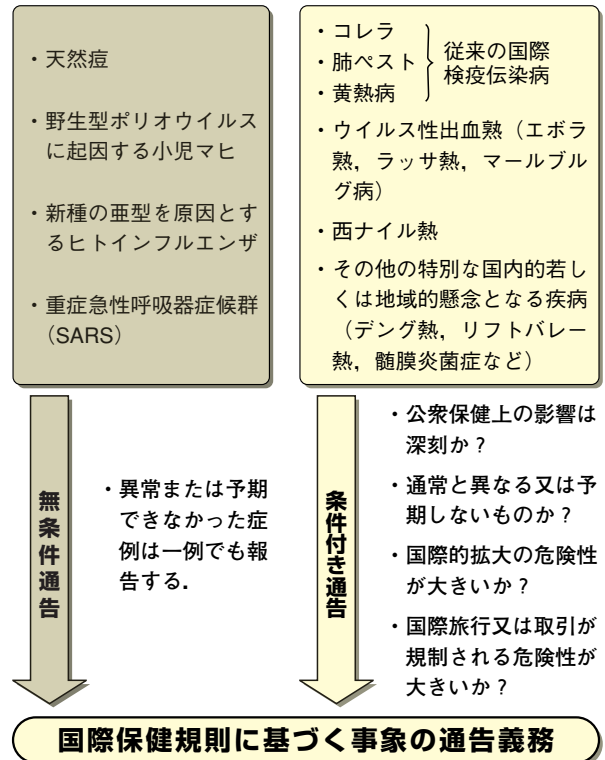 ・天然痘
・野生型ポリオウイルス
に起因する小児マヒ
・新種の亜型を原因とす
るヒトインフルエンザ
・重症急性呼吸器症候群
（SARS）
・コレラ
・肺ペスト
・黄熱病
従来の国際
検疫伝染病
・ウイルス性出血熱（エボラ
熱，ラッサ熱，マールブル
グ病）
・西ナイル熱
・その他の特別な国内的若し
くは地域的懸念となる疾病
（デング熱，リフトバレー
熱，髄膜炎菌症など）
無条件通告
・異常または予期
できなかった症
例は一例でも報
告する．
条件付き通告
・公衆保健上の影響は
深刻か？
・通常と異なる又は予
期しないものか？
・国際的拡大の危険性
が大きいか？
・国際旅行又は取引が
規制される危険性が
大きいか？
国際保健規則に基づく事象の通告義務